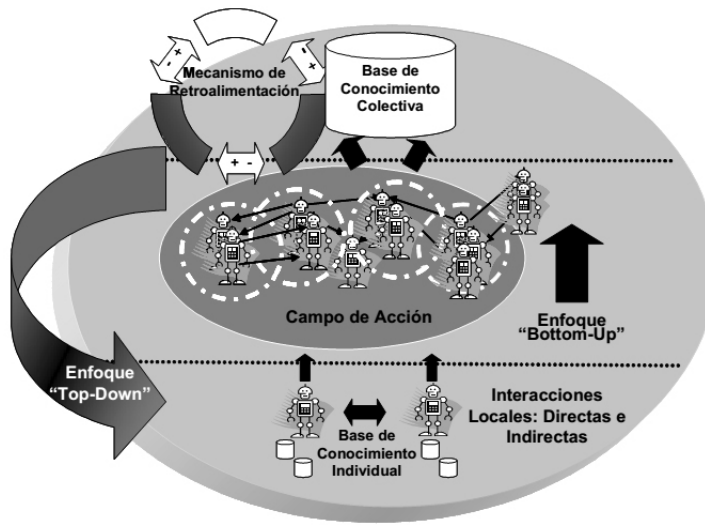 Mecanismo de
Retroalimentación
- +
- +
+ -
Base de
Conocimiento
Colectiva
Campo de Acción
Enfoque
“Bottom-Up”
Enfoque
“Top-Down”
Interacciones
Locales: Directas e
Indirectas
Base de
Conocimiento
Individual